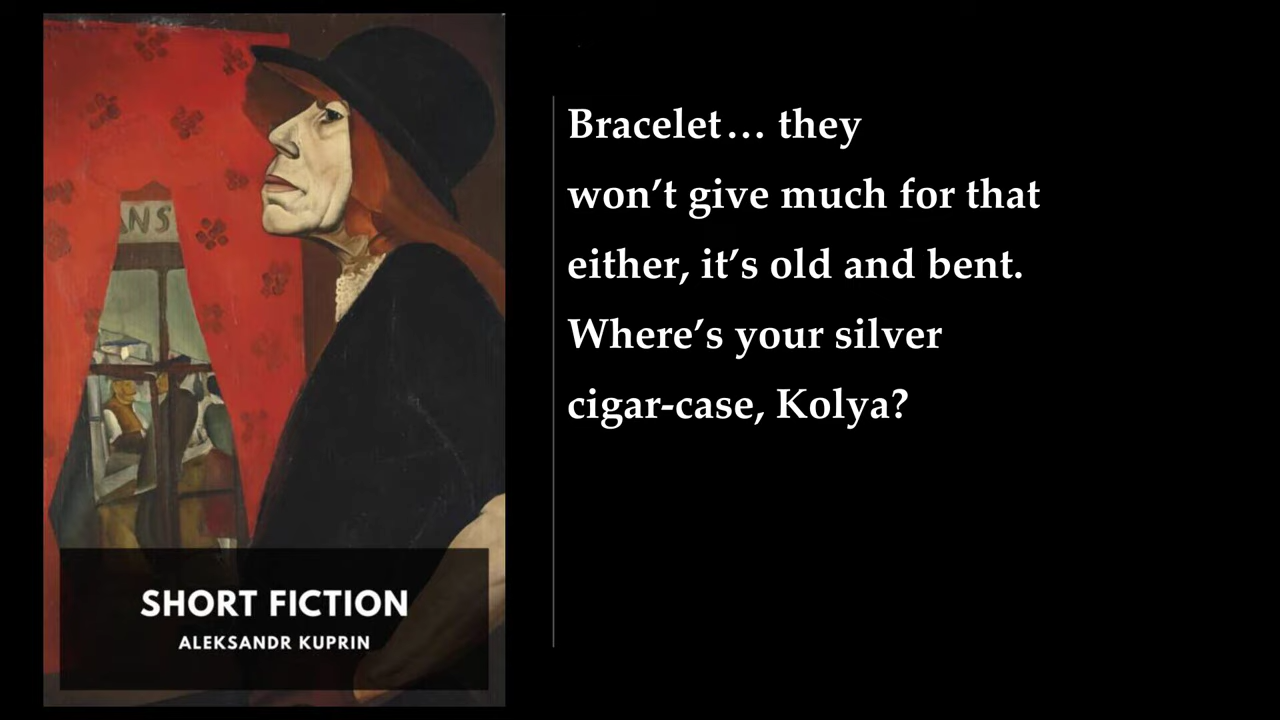 ANS
SHORT FICTION
ALEKSANDR KUPRIN
Bracelet… they
won’t give much for that
either, it’s old and bent.
Where’s your silver
cigar-case, Kolya?